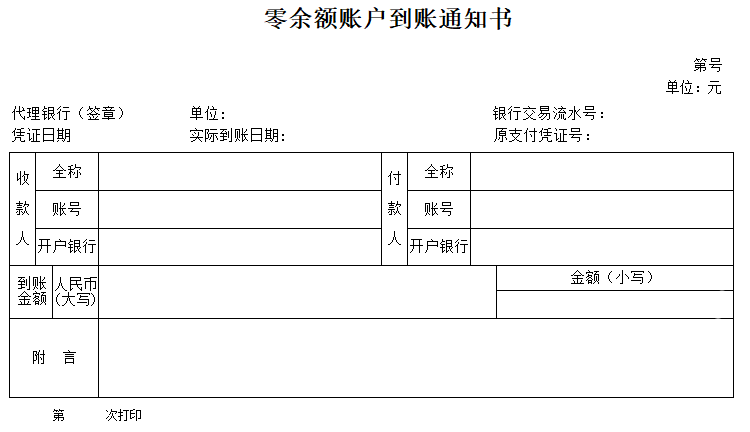 零余额账户到账通知书
第号
单位：元
代理银行（签章） 单位： 银行交易流水号：
凭证日期 实际到账日期： 原支付凭证号：
收款人 全称 付款人 全称
账号 账号
开户银行 开户银行
到账金额 人民币(大写) 金额（小写）
附 言
第 次打印